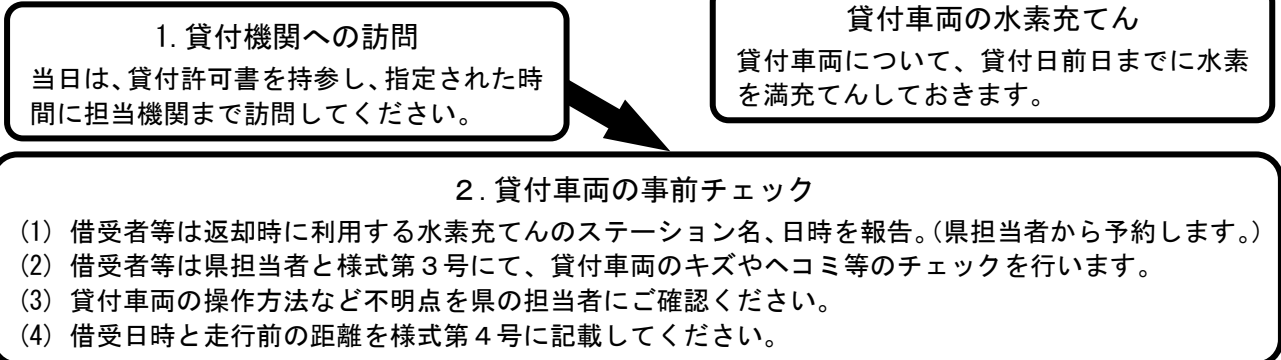 1. 貸付機関への訪問
当日は、貸付許可書を持参し、指定された時
間に担当機関まで訪問してください。
貸付車両の水素充てん
貸付車両について、貸付日前日までに水素
を満充てんしておきます。
２. 貸付車両の事前チェック
(1) 借受者等は返却時に利用する水素充てんのステーション名、日時を報告。（県担当者から予約します。）
(2) 借受者等は県担当者と様式第３号にて、貸付車両のキズやヘコミ等のチェックを行います。
(3) 貸付車両の操作方法など不明点を県の担当者にご確認ください。
(4) 借受日時と走行前の距離を様式第４号に記載してください。